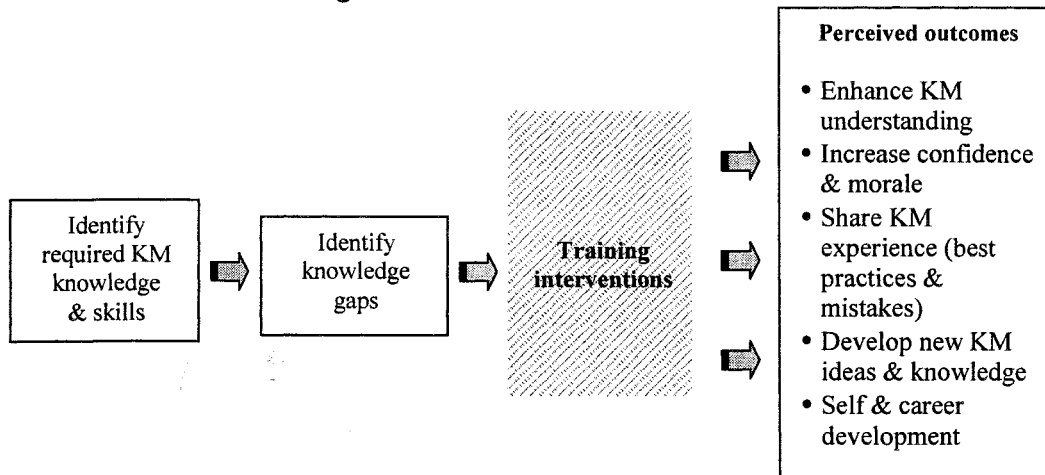 Identify
required KM
knowledge
& skills
Identify
knowledge
gaps
Training
interventions
Perceived outcomes
• Enhance KM
understanding
• Increase confidence
& morale
• Share KM
experience (best
practices &
mistakes)
• Develop new KM
ideas & knowledge
• Self & career
development